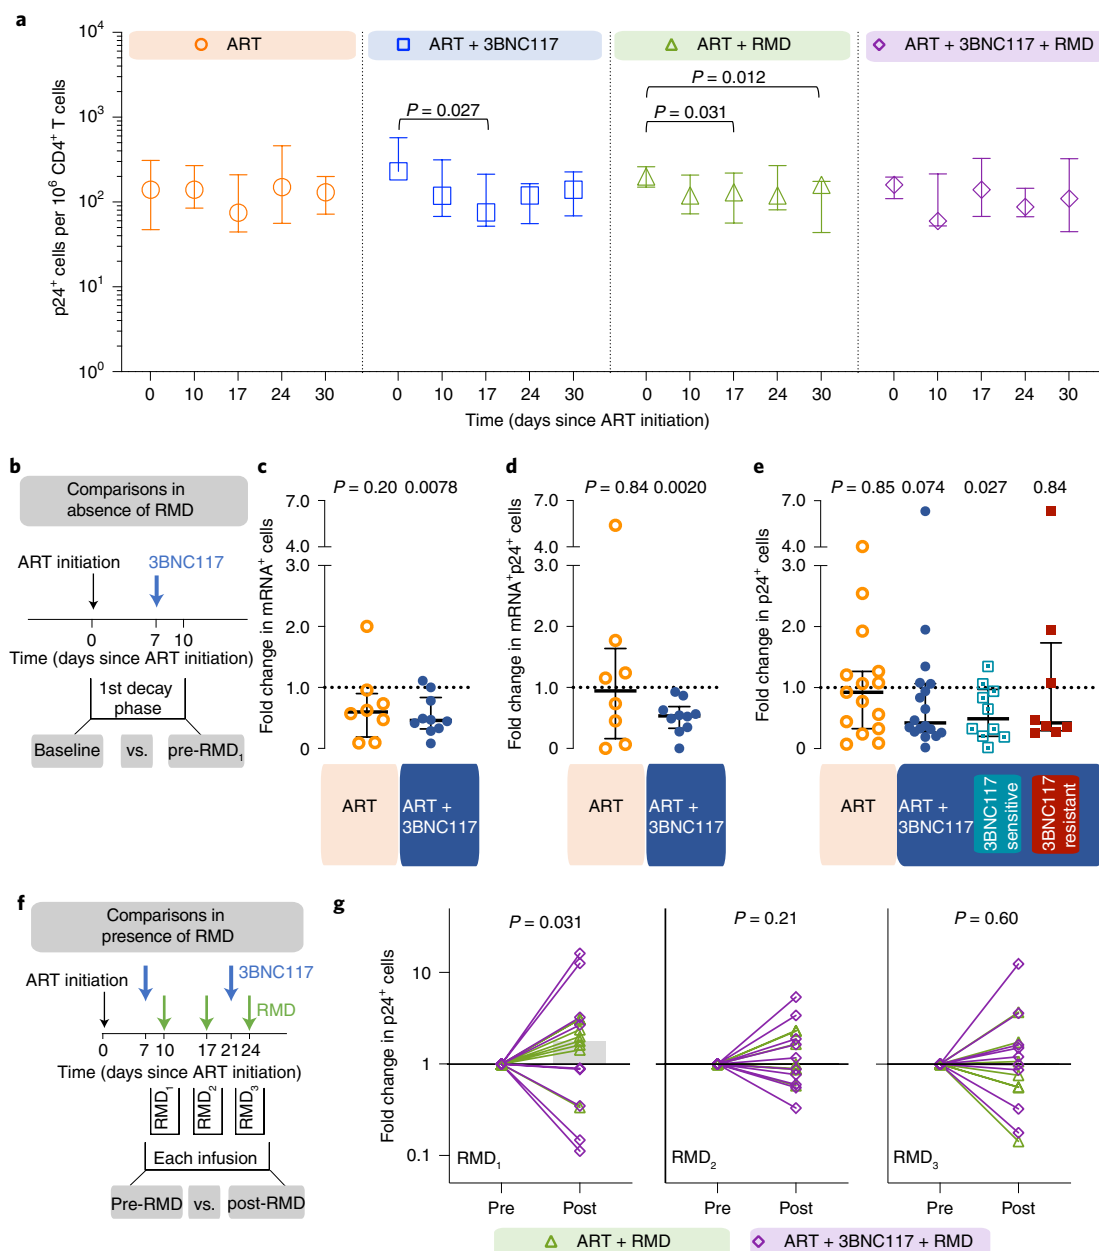 a
ART
ART + 3BNC117
ART + RMD
ART + 3BNC117 + RMD
p24+ cells per 10^6 CD4+ T cells
10^4
10^3
10^2
10^1
10^0
P = 0.027
P = 0.012
P = 0.031
0 10 17 24 30 0 10 17 24 30 0 10 17 24 30 0 10 17 24 30
Time (days since ART initiation)
b
Comparisons in
absence of RMD
ART initiation
3BNC117
0 7 10
Time (days since ART initiation)
1st decay
phase
Baseline vs. pre-RMD1
c
P = 0.20 0.0078
Fold change in mRNA+ cells
7.0
4.0
3.0
2.0
1.0
0
ART
ART +
3BNC117
d
P = 0.84 0.0020
Fold change in mRNA+p24+ cells
7.0
4.0
3.0
2.0
1.0
0
ART
ART +
3BNC117
e
P = 0.85 0.074 0.027 0.84
Fold change in p24+ cells
7.0
4.0
3.0
2.0
1.0
0
ART
ART +
3BNC117
3BNC117
sensitive
3BNC117
resistant
f
Comparisons in
presence of RMD
ART initiation
3BNC117
RMD
0 7 10 17 21 24
Time (days since ART initiation)
RMD1
RMD2
RMD3
Each infusion
Pre-RMD vs. post-RMD
g
P = 0.031
P = 0.21
P = 0.60
Fold change in p24+ cells
10
1
0.1
RMD1
RMD2
RMD3
Pre Post Pre Post Pre Post
ART + RMD
ART + 3BNC117 + RMD